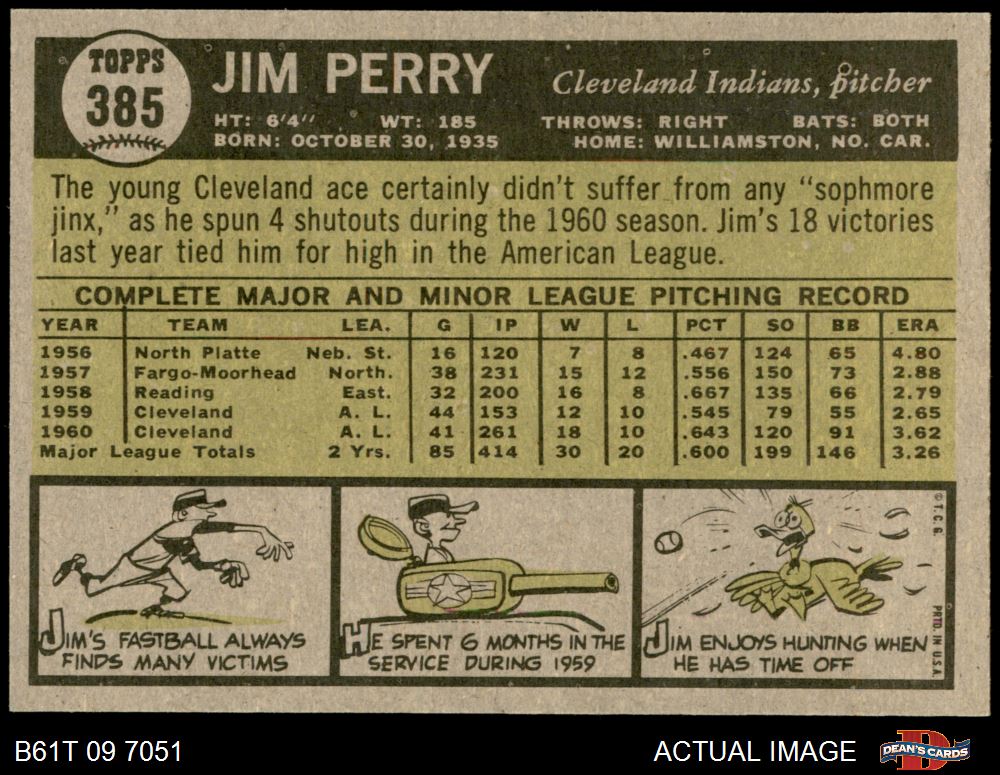 TOPPS
385
JIM PERRY
Cleveland Indians, pitcher
HT: 6'4" WT: 185 THROWS: RIGHT BATS: BOTH
BORN: OCTOBER 30, 1935 HOME: WILLIAMSTON, NO. CAR.
The young Cleveland ace certainly didn't suffer from any "sophmore
jinx," as he spun 4 shutouts during the 1960 season. Jim's 18 victories
last year tied him for high in the American League.
COMPLETE MAJOR AND MINOR LEAGUE PITCHING RECORD
YEAR TEAM LEA. G IP W L PCT SO BB ERA
1956 North Platte Neb. St. 16 120 7 8 .467 124 65 4.80
1957 Fargo-Moorhead North. 38 231 15 12 .556 150 73 2.88
1958 Reading East. 32 200 16 8 .667 135 66 2.79
1959 Cleveland A. L. 44 153 12 10 .545 79 55 2.65
1960 Cleveland A. L. 41 261 18 10 .643 120 91 3.62
Major League Totals 2 Yrs. 85 414 30 20 .600 199 146 3.26
JIM'S FASTBALL ALWAYS
FINDS MANY VICTIMS
HE SPENT 6 MONTHS IN THE
SERVICE DURING 1959
JIM ENJOYS HUNTING WHEN
HE HAS TIME OFF
© T. C. G. PRTD. IN U.S.A.
B61T 09 7051
ACTUAL IMAGE
DEAN'S CARDS